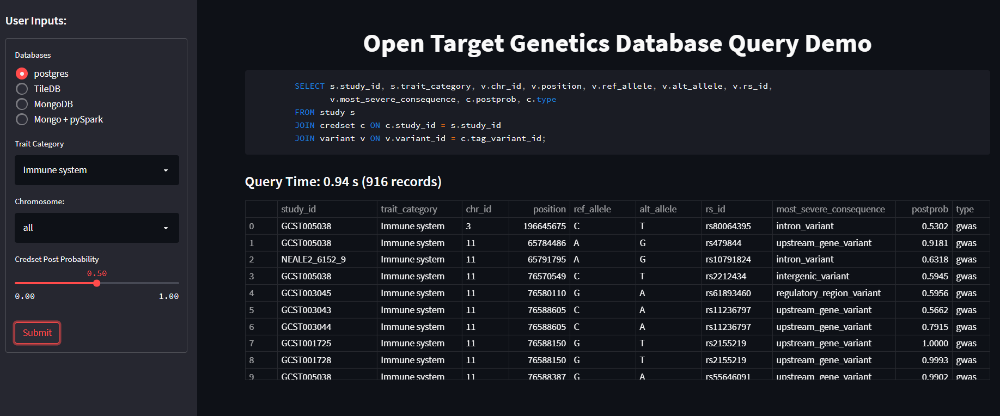 User Inputs:
Databases
postgres
TileDB
MongoDB
Mongo + pySpark
Trait Category
Immune system
Chromosome:
all
Credset Post Probability
0.50
0.00 1.00
Submit
Open Target Genetics Database Query Demo
SELECT s.study_id, s.trait_category, v.chr_id, v.position, v.ref_allele, v.alt_allele, v.rs_id,
v.most_severe_consequence, c.postprob, c.type
FROM study s
JOIN credset c ON c.study_id = s.study_id
JOIN variant v ON v.variant_id = c.tag_variant_id;
Query Time: 0.94 s (916 records)
study_id trait_category chr_id position ref_allele alt_allele rs_id most_severe_consequence postprob type
0 GCST005038 Immune system 3 196645675 C T rs80064395 intron_variant 0.5302 gwas
1 GCST005038 Immune system 11 65784486 A G rs479844 upstream_gene_variant 0.9181 gwas
2 NEALE2_6152_9 Immune system 11 65791795 A G rs10791824 intron_variant 0.6318 gwas
3 GCST005038 Immune system 11 76570549 C T rs2212434 intergenic_variant 0.5945 gwas
4 GCST003045 Immune system 11 76580110 G A rs61893460 regulatory_region_variant 0.5956 gwas
5 GCST003043 Immune system 11 76588605 C A rs11236797 upstream_gene_variant 0.5662 gwas
6 GCST003044 Immune system 11 76588605 C A rs11236797 upstream_gene_variant 0.7915 gwas
7 GCST001725 Immune system 11 76588150 G T rs2155219 upstream_gene_variant 1.0000 gwas
8 GCST001728 Immune system 11 76588150 G T rs2155219 upstream_gene_variant 0.9993 gwas
9 GCST005038 Immune system 11 76588387 G A rs55646091 upstream_gene_variant 0.9902 gwas